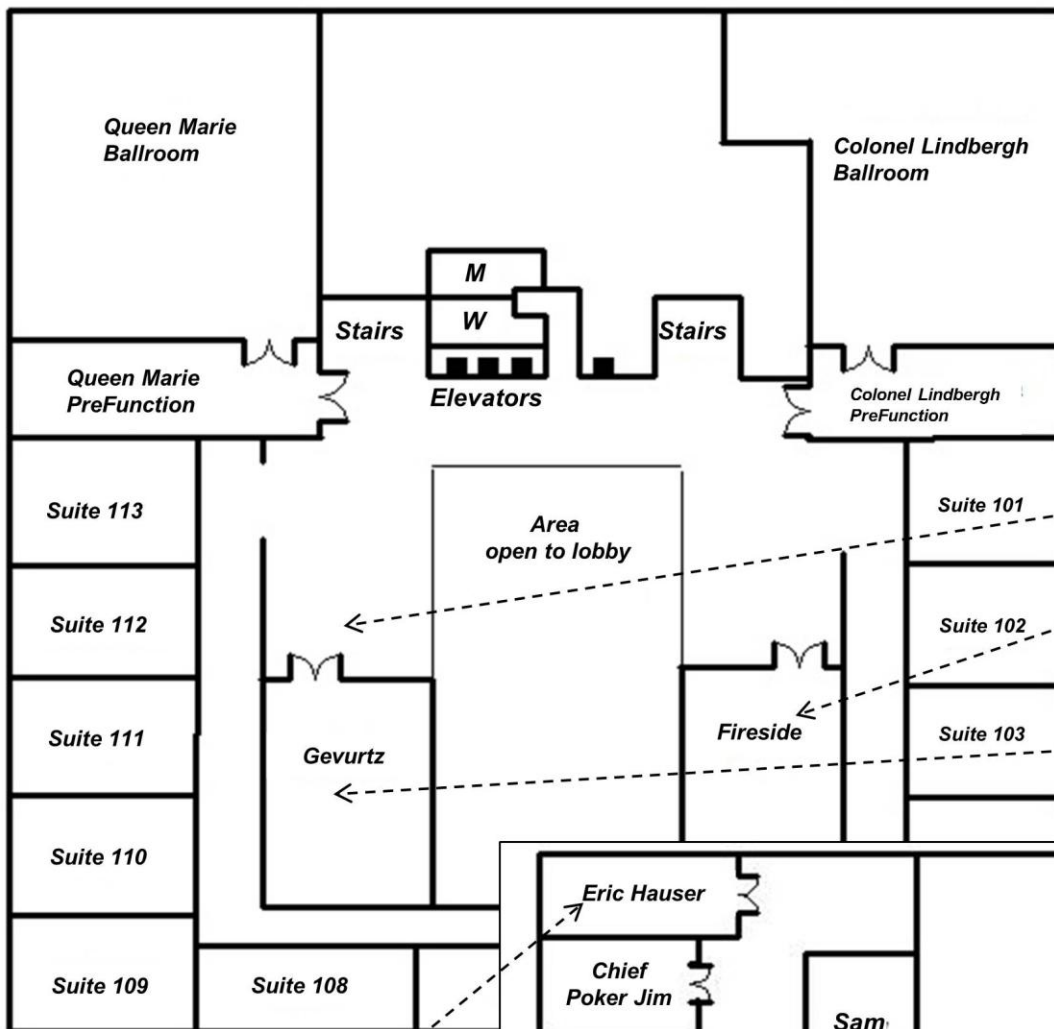 Queen Marie
Ballroom
Colonel Lindbergh
Ballroom
M
W
Stairs
Stairs
Elevators
Queen Marie
PreFunction
Colonel Lindbergh
PreFunction
Suite 113
Area
open to lobby
Suite 101
Suite 112
Suite 102
Suite 111
Gevurtz
Fireside
Suite 103
Suite 110
Eric Hauser
Suite 109
Suite 108
Chief
Poker Jim
Sam